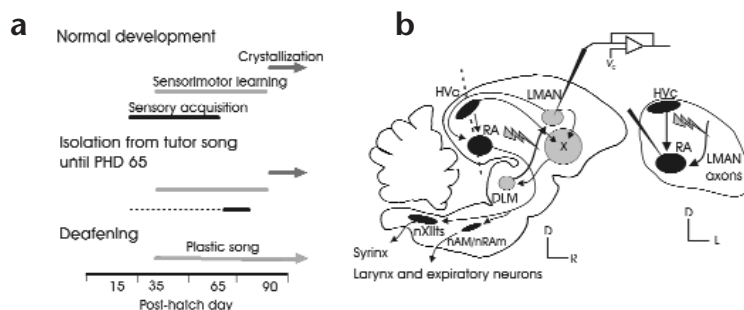 a
Normal development
Crystallization
Sensorimotor learning
Sensory acquisition
Isolation from tutor song
until PHD 65
Deafening
Plastic song
15 35 65 90
Post-hatch day
b
Vc
HVc
LMAN
RA
X
DLM
nXIIts
nAM/nRAm
Syrinx
Larynx and expiratory neurons
D
R
HVc
RA
LMAN
axons
D
L